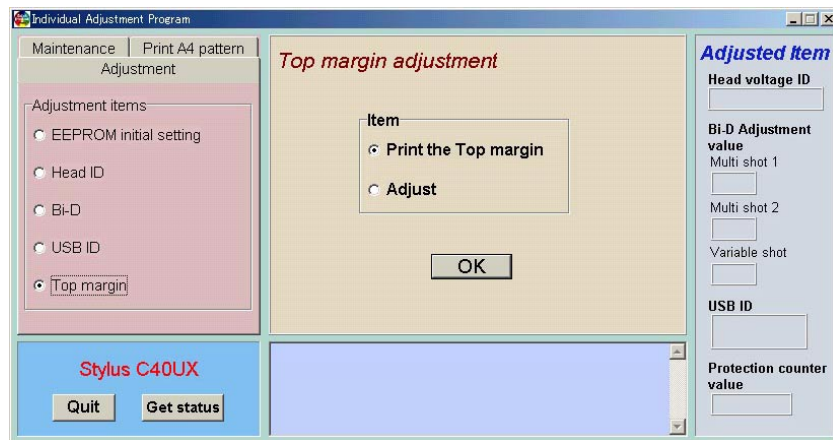 Individual Adjustment Program
Maintenance
Print A4 pattern
Adjustment
Adjustment items
EEPROM initial setting
Head ID
Bi-D
USB ID
Top margin
Top margin adjustment
Item
Print the Top margin
Adjust
OK
Adjusted Item
Head voltage ID
Bi-D Adjustment
value
Multi shot 1
Multi shot 2
Variable shot
USB ID
Protection counter
value
Stylus C40UX
Quit
Get status